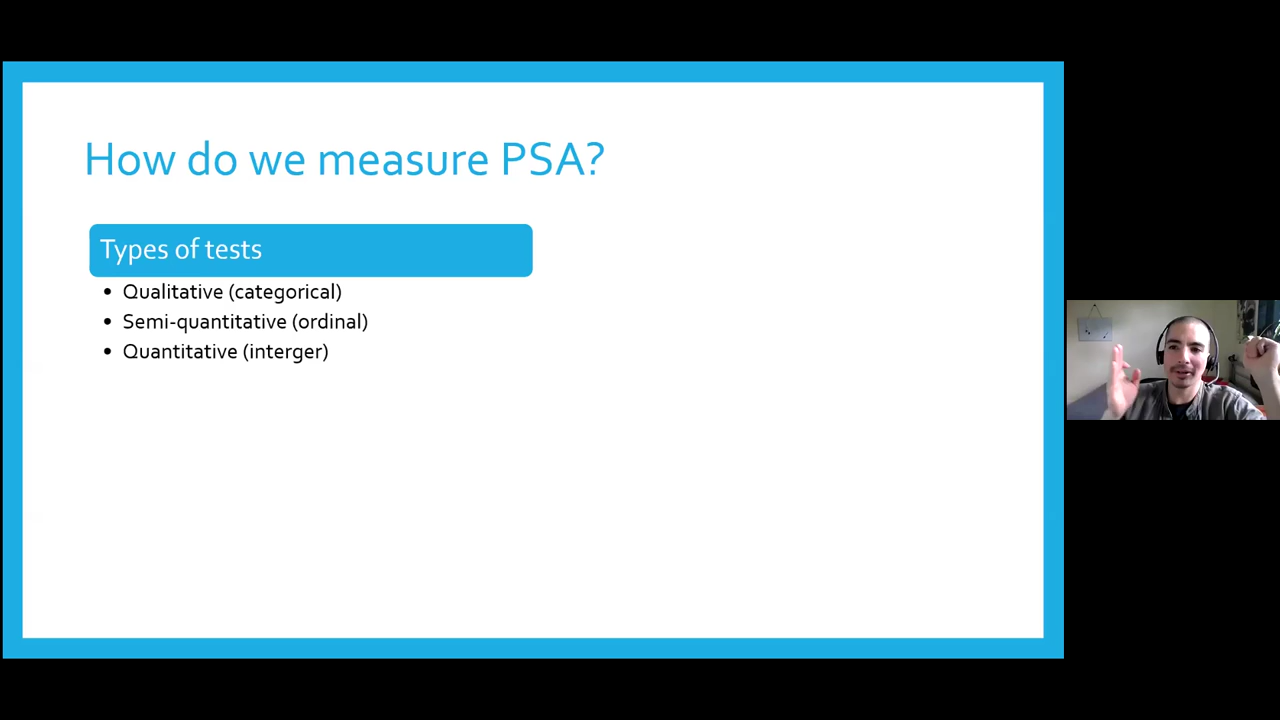 How do we measure PSA?
Types of tests
• Qualitative (categorical)
• Semi-quantitative (ordinal)
• Quantitative (interger)